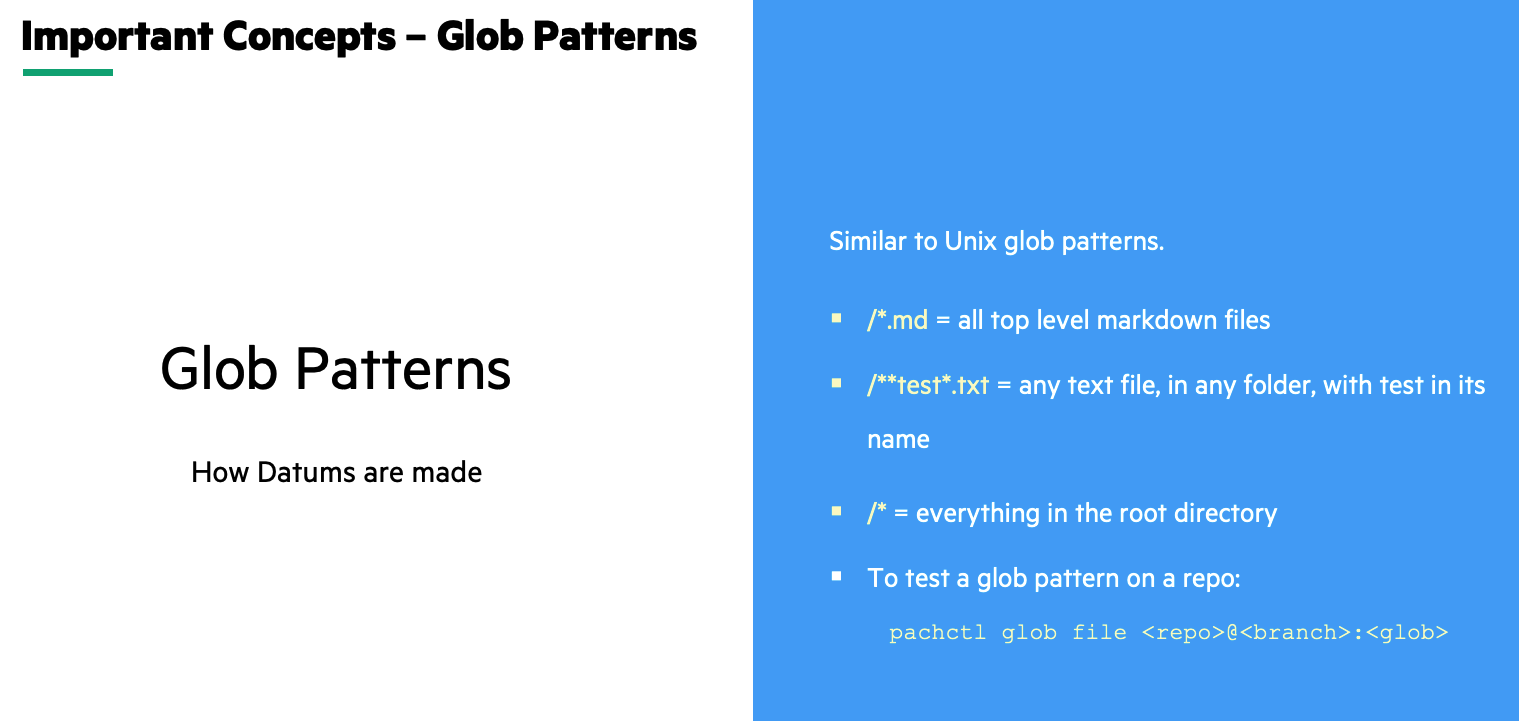 Important Concepts – Glob Patterns
Glob Patterns
How Datums are made
Similar to Unix glob patterns.
▪ /*.md = all top level markdown files
▪ /**test*.txt = any text file, in any folder, with test in its
name
▪ /* = everything in the root directory
▪ To test a glob pattern on a repo:
pachctl glob file <repo>@<branch>:<glob>